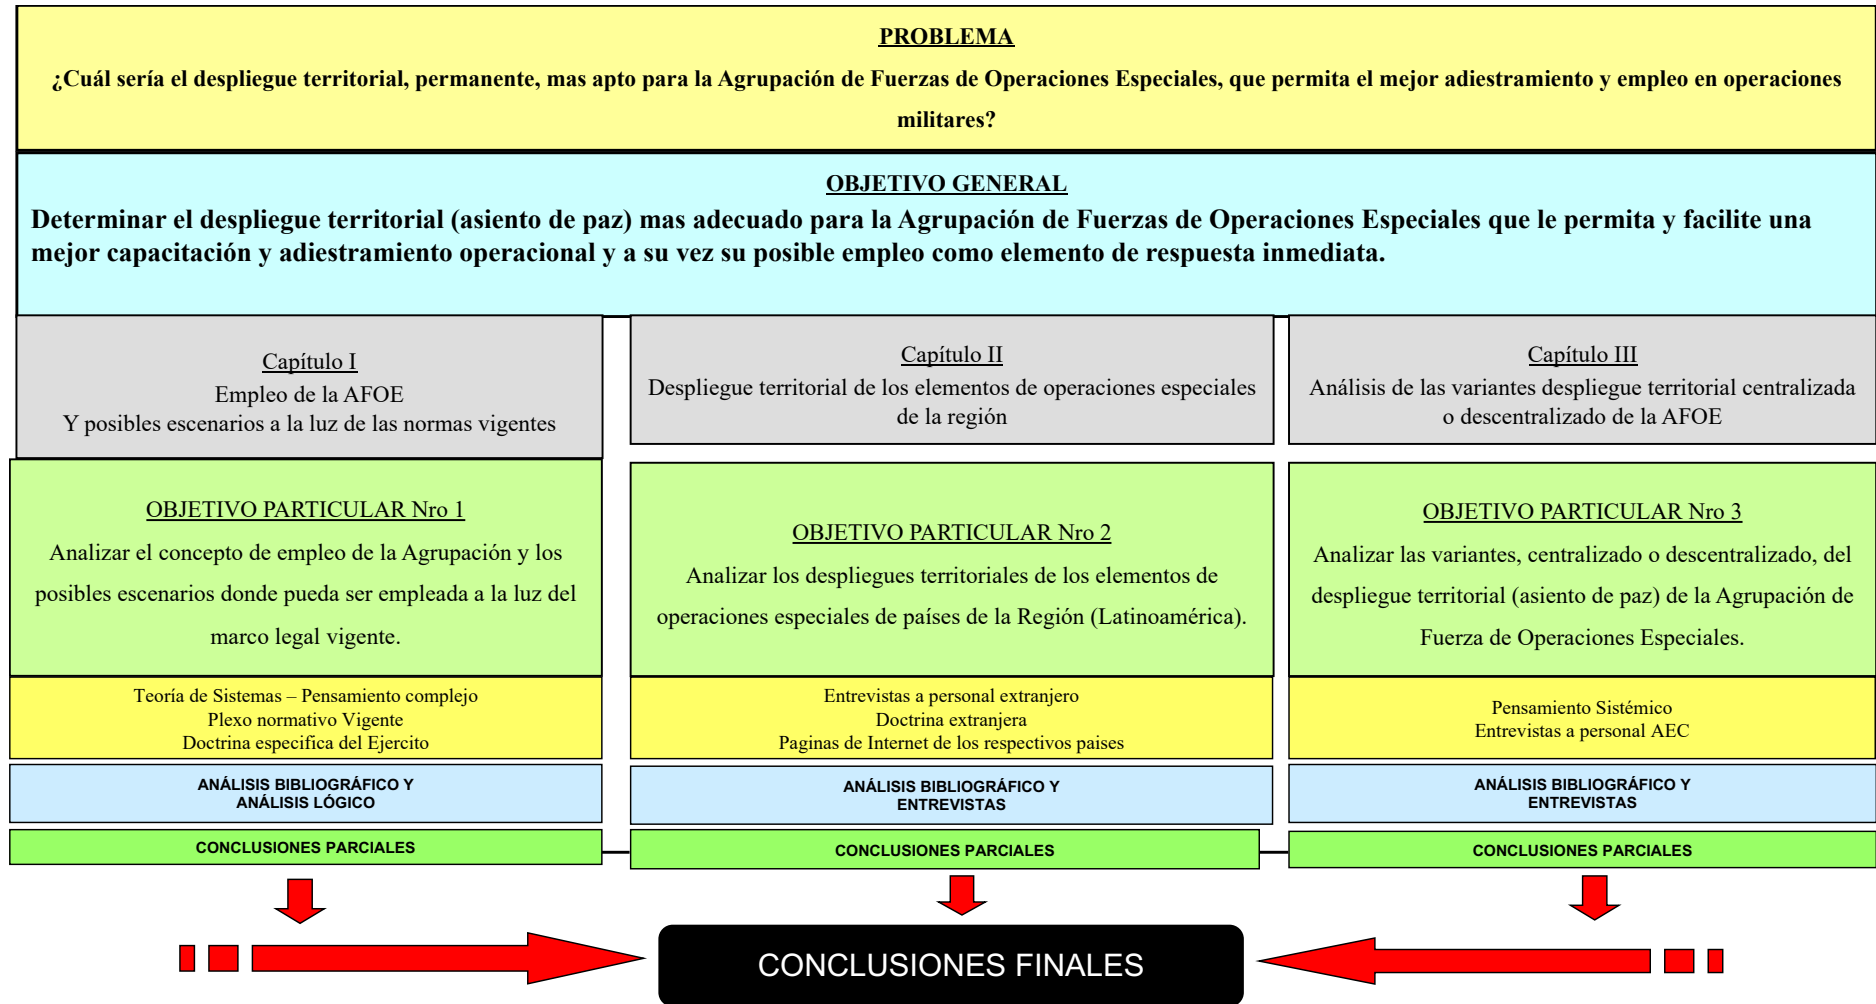 PROBLEMA
¿Cuál sería el despliegue territorial, permanente, mas apto para la Agrupación de Fuerzas de Operaciones Especiales, que permita el mejor adiestramiento y empleo en operaciones
militares?
OBJETIVO GENERAL
Determinar el despliegue territorial (asiento de paz) mas adecuado para la Agrupación de Fuerzas de Operaciones Especiales que le permita y facilite una
mejor capacitación y adiestramiento operacional y a su vez su posible empleo como elemento de respuesta inmediata.
Capítulo I
Empleo de la AFOE
Y posibles escenarios a la luz de las normas vigentes
Capítulo II
Despliegue territorial de los elementos de operaciones especiales
de la región
Capítulo III
Análisis de las variantes despliegue territorial centralizada
o descentralizado de la AFOE
OBJETIVO PARTICULAR Nro 1
Analizar el concepto de empleo de la Agrupación y los
posibles escenarios donde pueda ser empleada a la luz del
marco legal vigente.
OBJETIVO PARTICULAR Nro 2
Analizar los despliegues territoriales de los elementos de
operaciones especiales de países de la Región (Latinoamérica).
OBJETIVO PARTICULAR Nro 3
Analizar las variantes, centralizado o descentralizado, del
despliegue territorial (asiento de paz) de la Agrupación de
Fuerza de Operaciones Especiales.
Teoría de Sistemas – Pensamiento complejo
Plexo normativo Vigente
Doctrina especifica del Ejercito
Entrevistas a personal extranjero
Doctrina extranjera
Paginas de Internet de los respectivos paises
Pensamiento Sistémico
Entrevistas a personal AEC
ANÁLISIS BIBLIOGRÁFICO Y
ANÁLISIS LÓGICO
ANÁLISIS BIBLIOGRÁFICO Y
ENTREVISTAS
ANÁLISIS BIBLIOGRÁFICO Y
ENTREVISTAS
CONCLUSIONES PARCIALES
CONCLUSIONES PARCIALES
CONCLUSIONES PARCIALES
CONCLUSIONES FINALES